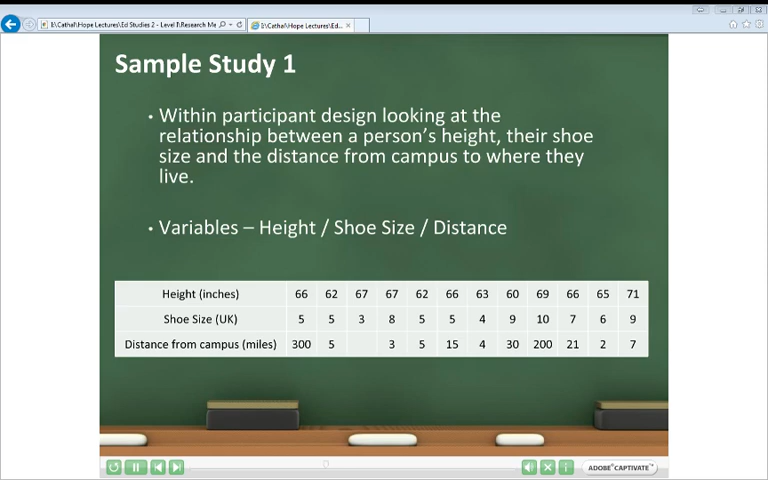 E:\Cathal\Hope Lectures\Ed Studies 2 - Level I\Research Me
E:\Cathal\Hope Lectures\Ed...
Sample Study 1
• Within participant design looking at the
relationship between a person's height, their shoe
size and the distance from campus to where they
live.
• Variables – Height / Shoe Size / Distance
Height (inches) 66 62 67 67 62 66 63 60 69 66 65 71
Shoe Size (UK) 5 5 3 8 5 5 4 9 10 7 6 9
Distance from campus (miles) 300 5 3 5 15 4 30 200 21 2 7
ADOBE® CAPTIVATE™